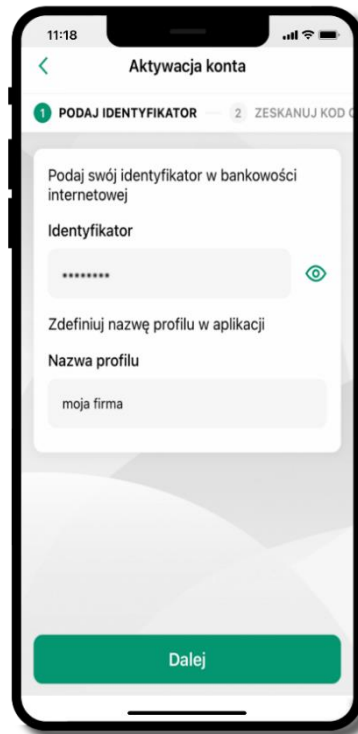 11:18
Aktywacja konta
1 PODAJ IDENTYFIKATOR 2 ZESKANUJ KOD
Podaj swój identyfikator w bankowości
internetowej
Identyfikator
••••••••
Zdefiniuj nazwę profilu w aplikacji
Nazwa profilu
moja firma
Dalej